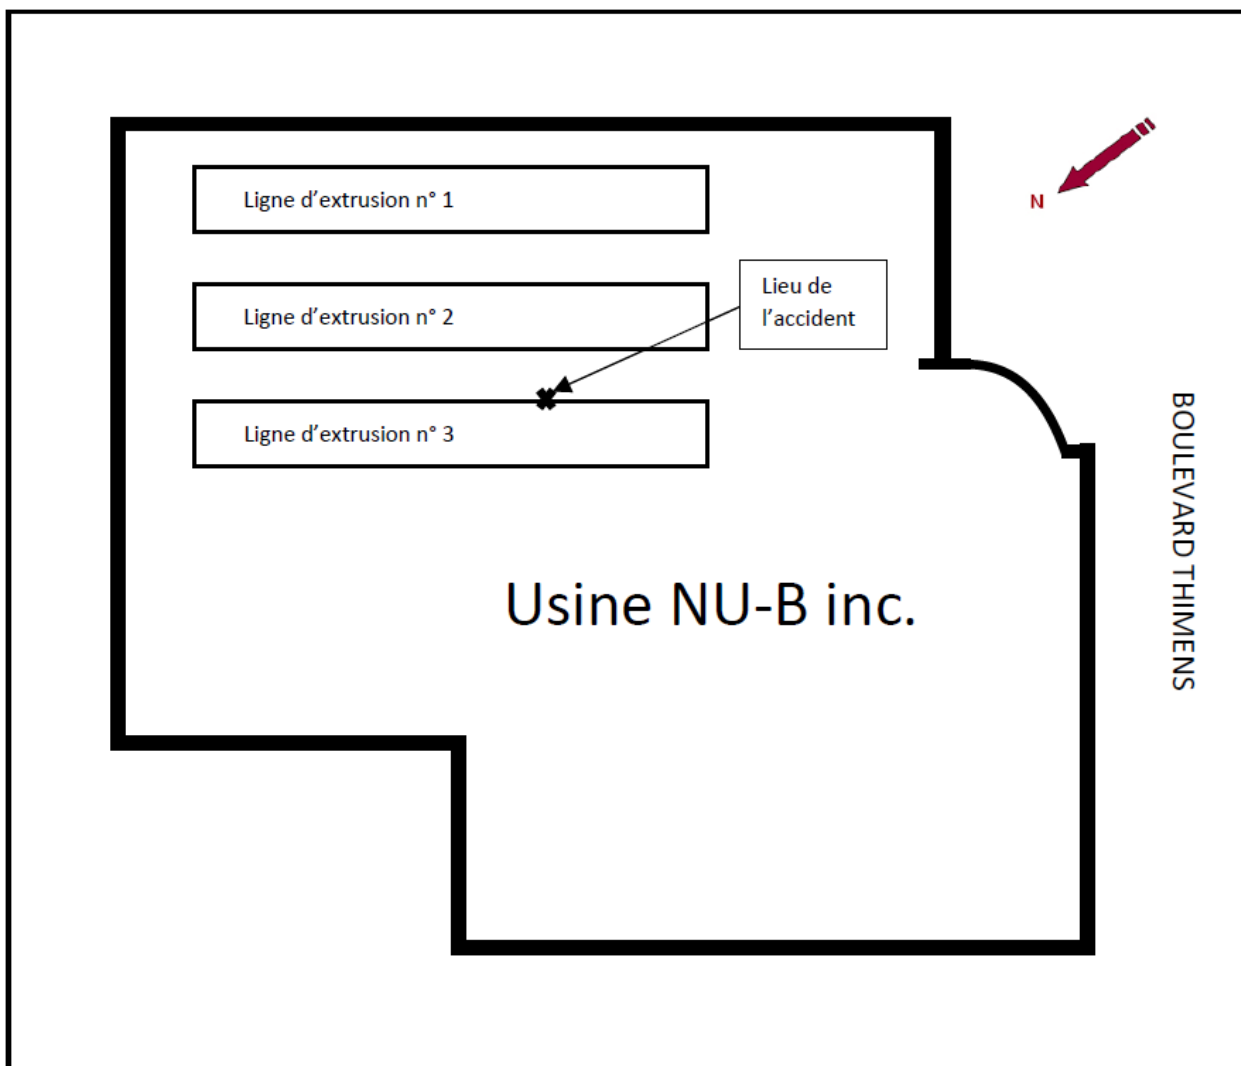 Ligne d’extrusion n° 1
N
Lieu de
l’accident
Ligne d’extrusion n° 2
Ligne d’extrusion n° 3
BOULEVARD THIMENS
Usine NU-B inc.